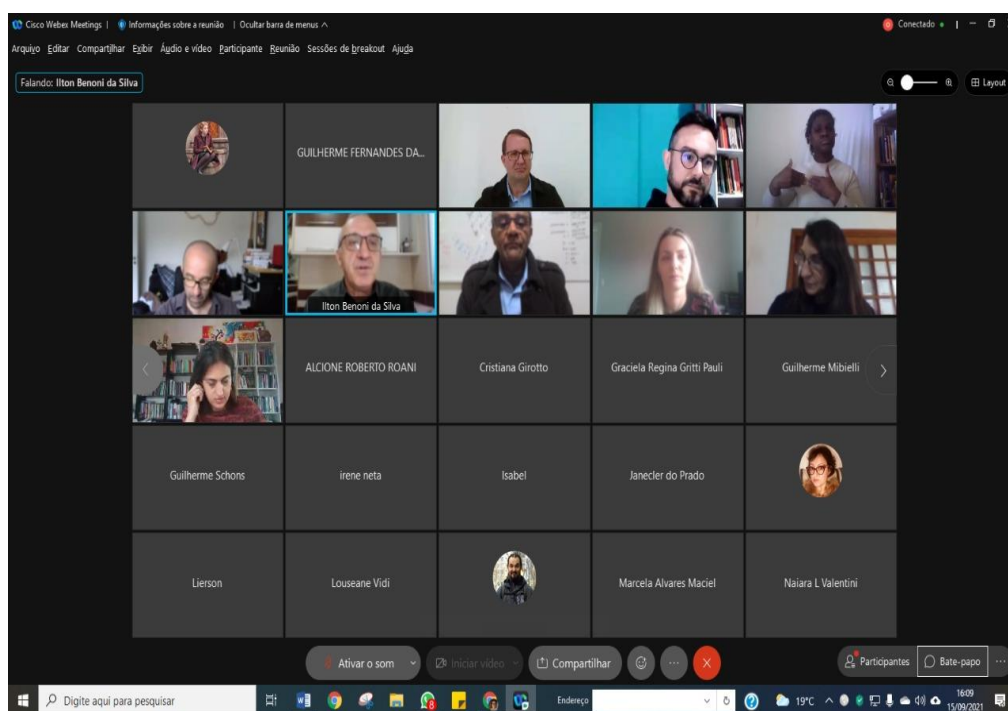 Cisco Webex Meetings | Informações sobre a reunião | Ocultar barra de menus
Conectado
Arquivo Editar Compartilhar Exibir Áudio e vídeo Participante Reunião Sessões de breakout Ajuda
Falando: Ilton Benoni da Silva
Layout
GUILHERME FERNANDES DA...
Ilton Benoni da Silva
ALCIONE ROBERTO ROANI
Cristiana Girotto
Graciela Regina Gritti Pauli
Guilherme Mibielli
Guilherme Schons
irene neta
Isabel
Janecler do Prado
Lierson
Louseane Vidi
Marcela Alvares Maciel
Naiara L Valentini
Ativar o som
Iniciar vídeo
Compartilhar
Participantes
Bate-papo
Digite aqui para pesquisar
Endereço
19°C
16:09
15/09/2021